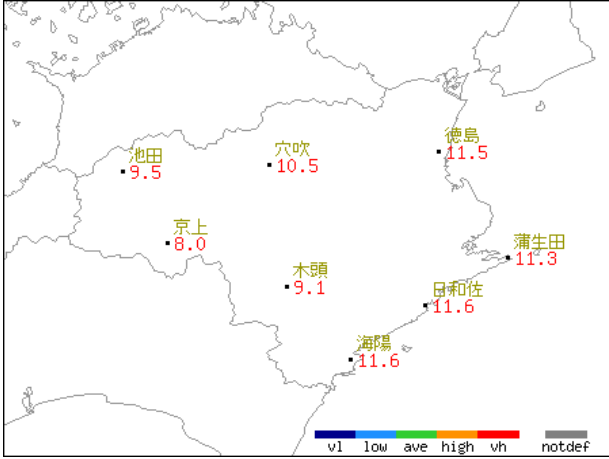 徳島
11.5
穴吹
10.5
池田
9.5
京上
8.0
蒲生田
11.3
木頭
9.1
日和佐
11.6
海陽
11.6
vl low ave high vh notdef